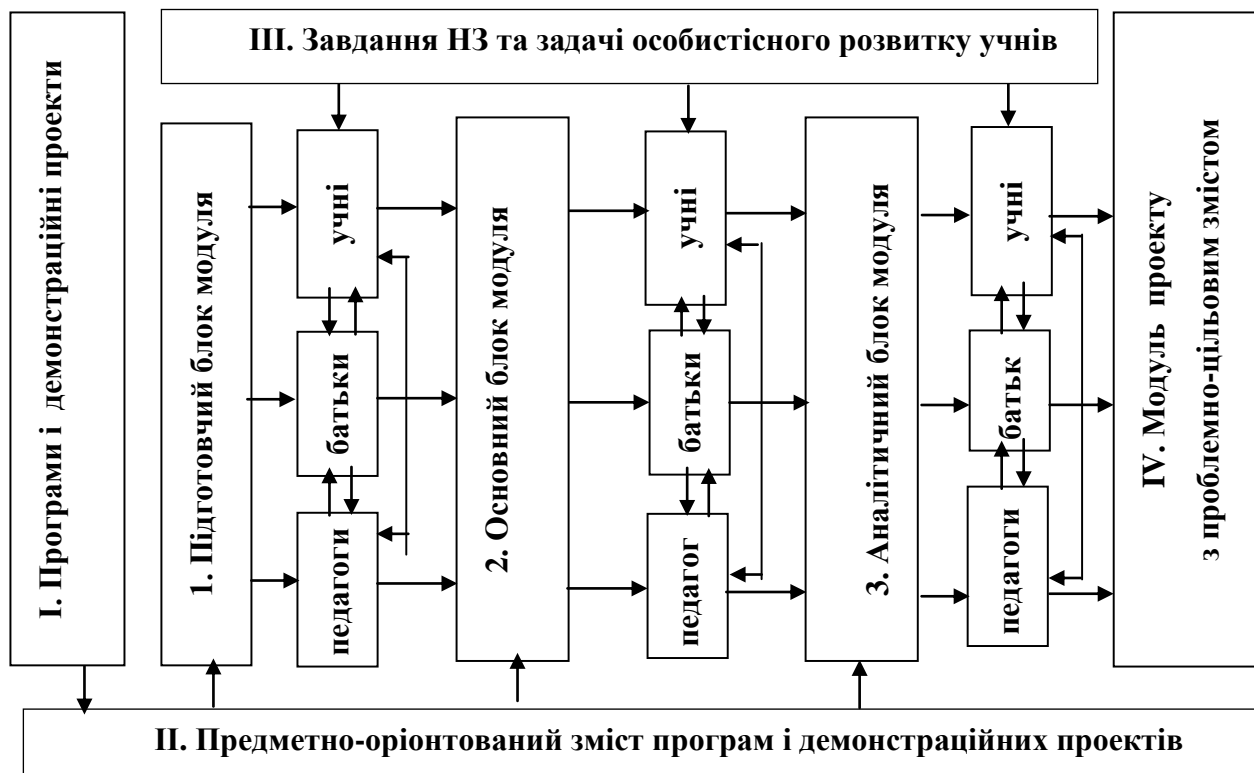 III. Завдання НЗ та задачі особистісного розвитку учнів
I. Програми і демонстраційні проекти
1. Підготовчий блок модуля
учні
батьки
педагоги
2. Основний блок модуля
учні
батьки
педагог
3. Аналітичний блок модуля
учні
батьк
педагоги
IV. Модуль проекту
з проблемно-цільовим змістом
II. Предметно-оріонтований зміст програм і демонстраційних проектів